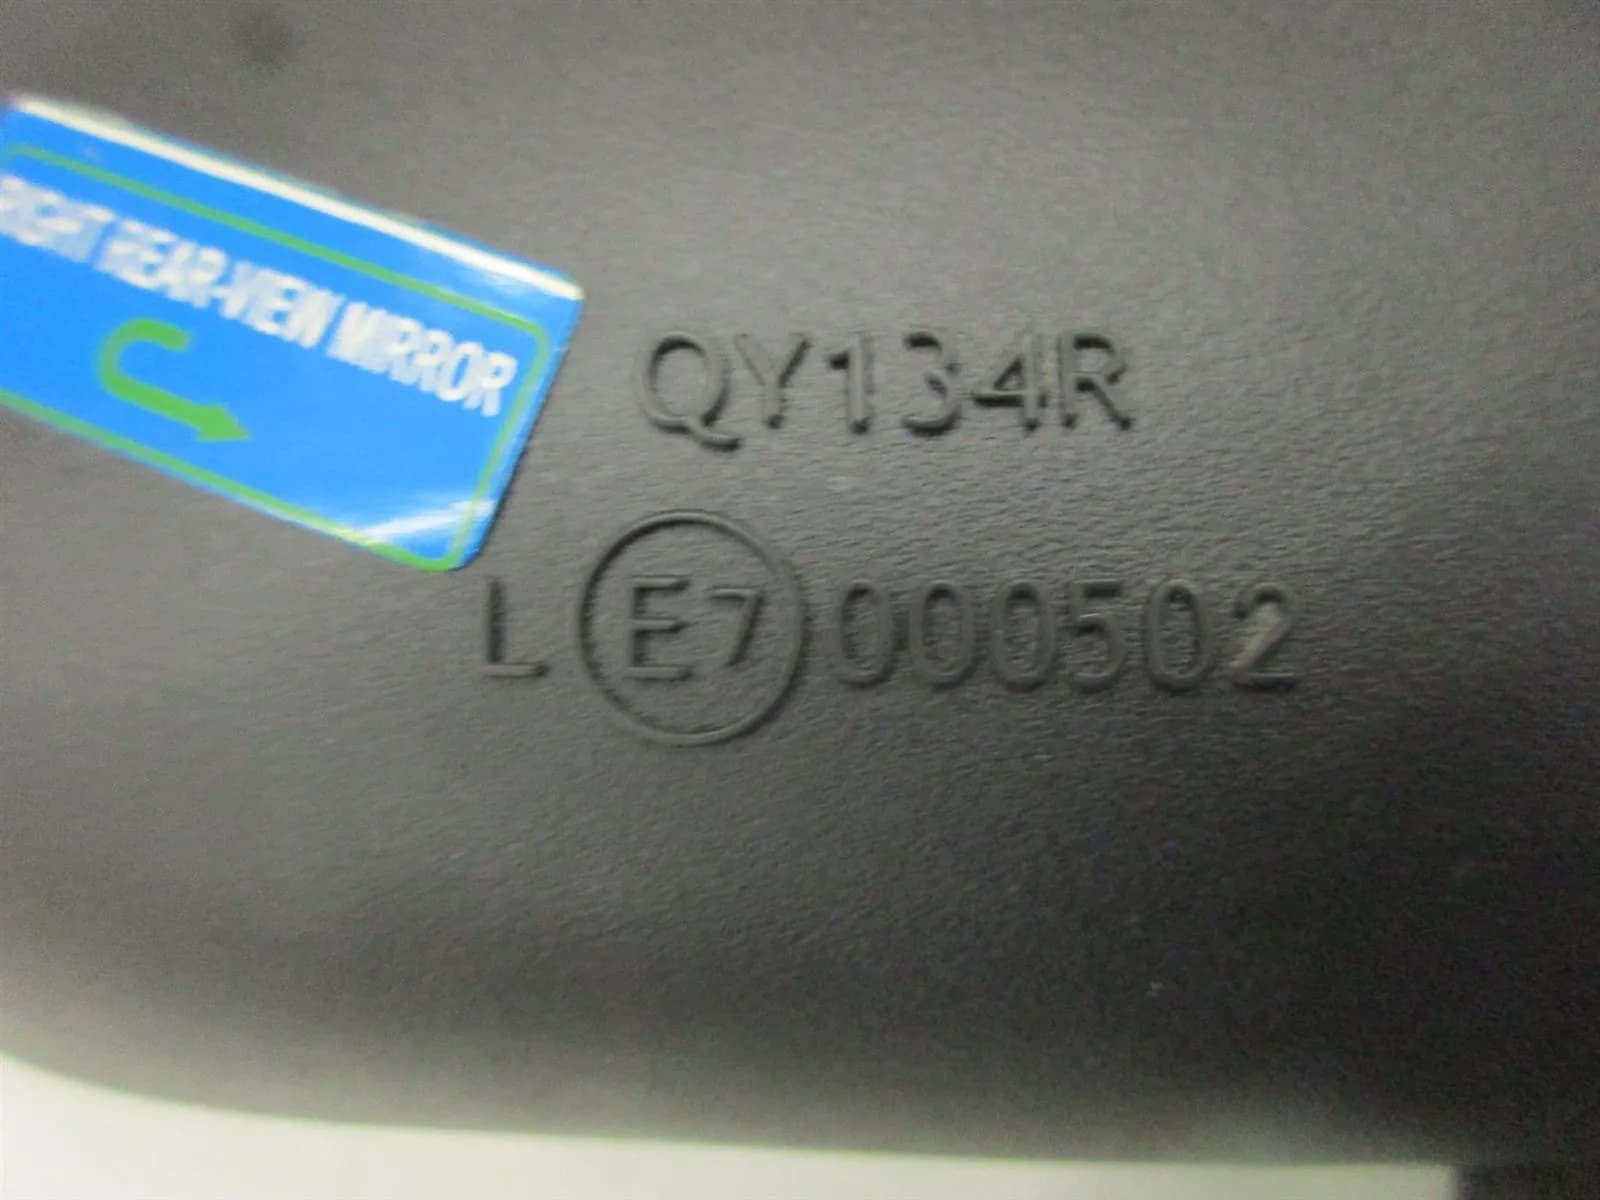 RIGHT REAR-VIEW MIRROR
QY134R
L E7 000502